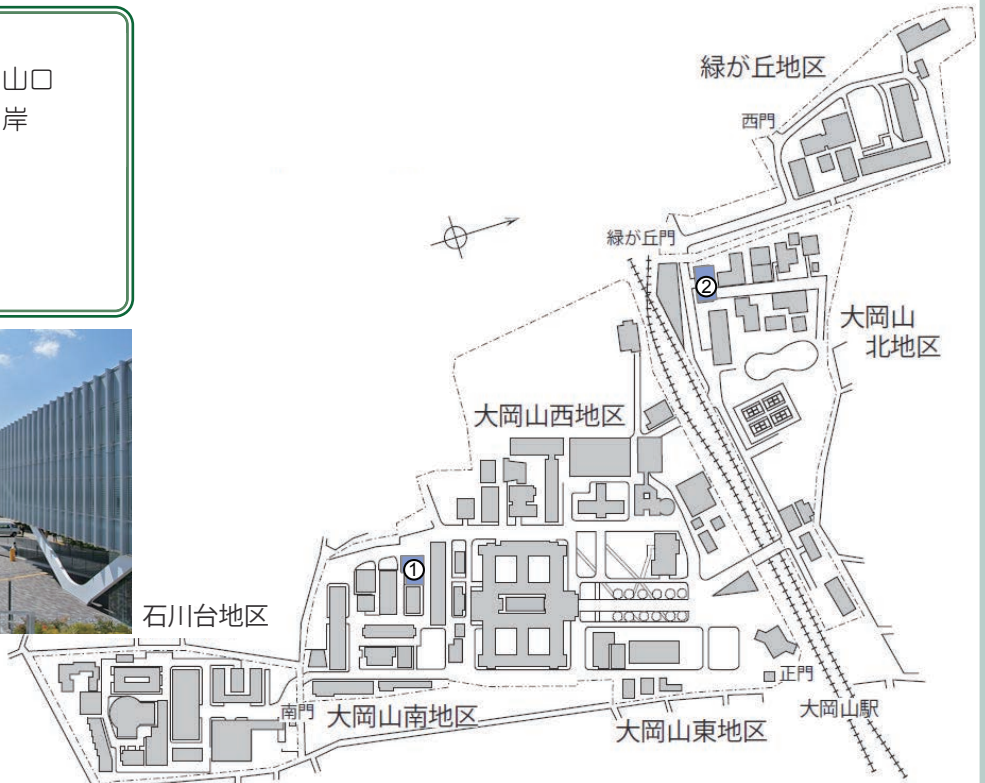 山口
岸
緑が丘地区
西門
緑が丘門
②
大岡山
北地区
大岡山西地区
①
石川台地区
正門
南門
大岡山南地区
大岡山駅
大岡山東地区